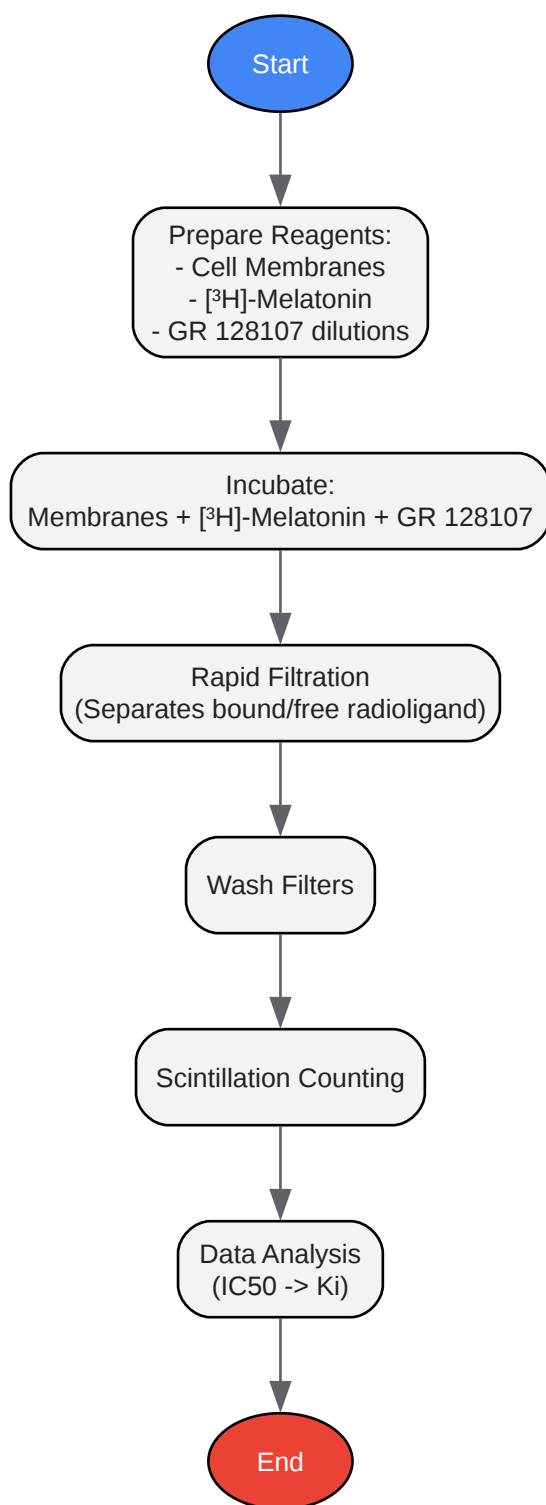 Start
Prepare Reagents:
- Cell Membranes
- [³H]-Melatonin
- GR 128107 dilutions
Incubate:
Membranes + [³H]-Melatonin + GR 128107
Rapid Filtration
(Separates bound/free radioligand)
Wash Filters
Scintillation Counting
Data Analysis
(IC50 -> Ki)
End